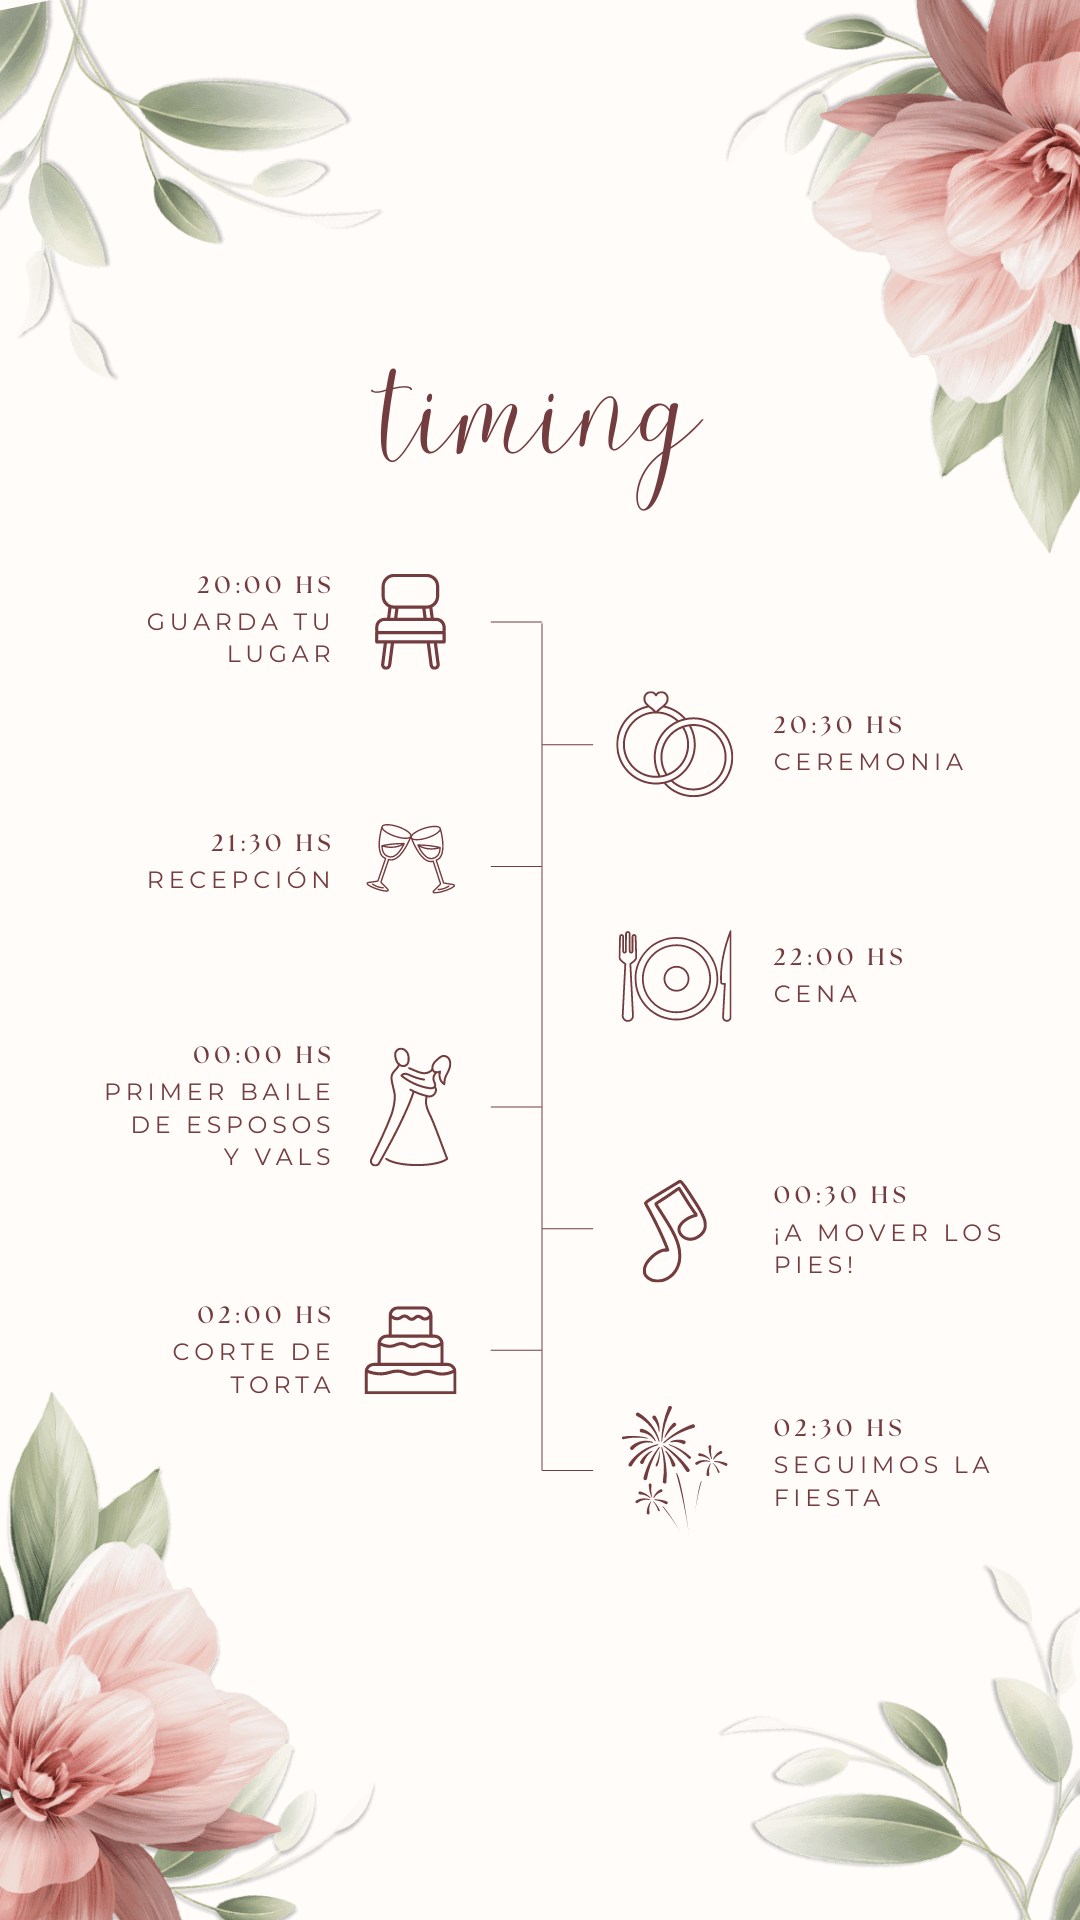 timing
20:00 HS
GUARDA TU
LUGAR
20:30 HS
CEREMONIA
21:30 HS
RECEPCIÓN
22:00 HS
CENA
00:00 HS
PRIMER BAILE
DE ESPOSOS
Y VALS
00:30 HS
¡A MOVER LOS
PIES!
02:00 HS
CORTE DE
TORTA
02:30 HS
SEGUIMOS LA
FIESTA